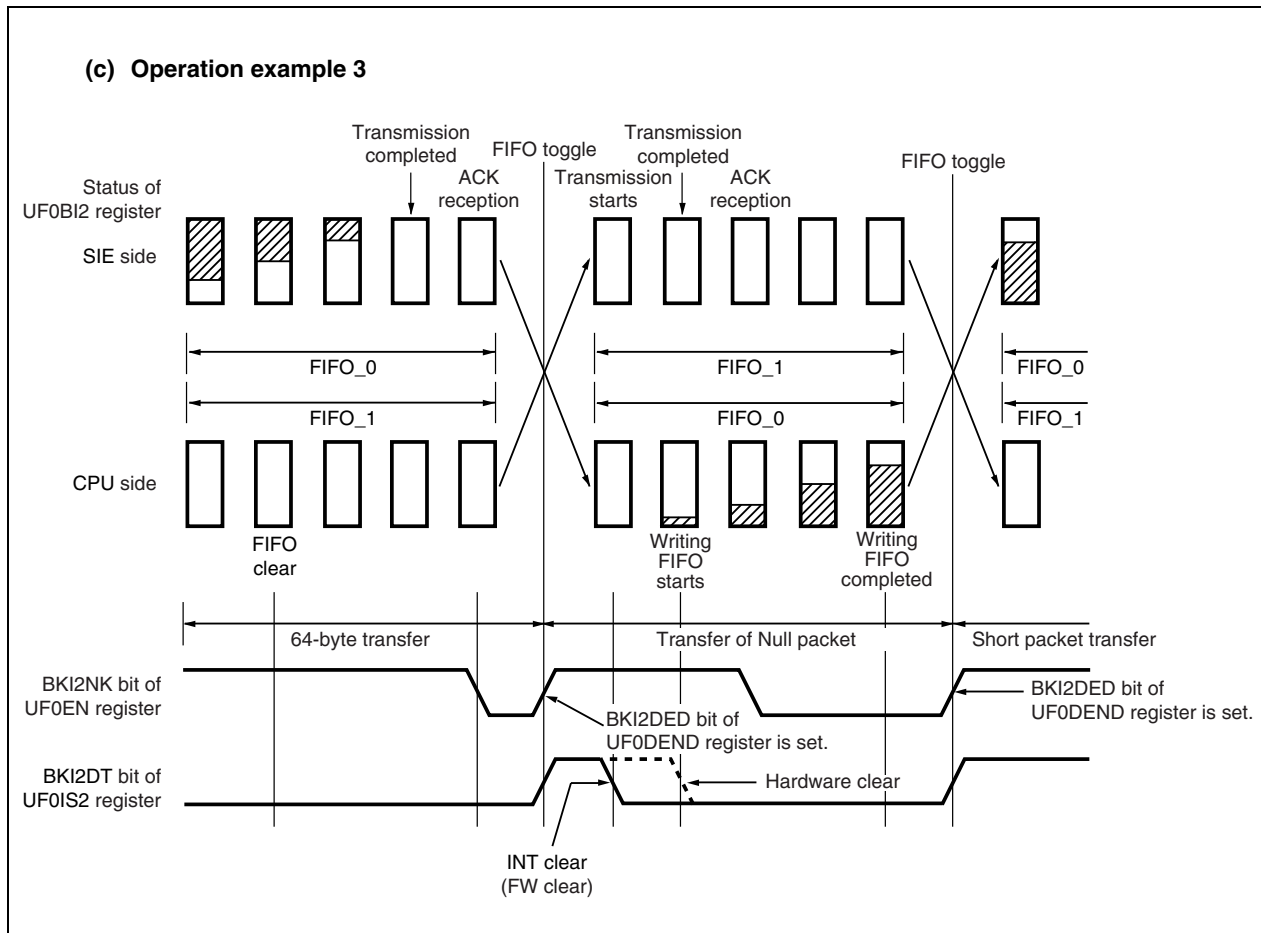 (c) Operation example 3
Transmission
completed
FIFO toggle
Transmission
completed
FIFO toggle
Status of
UF0BI2 register
ACK
reception
Transmission
starts
ACK
reception
SIE side
FIFO_0
FIFO_1
FIFO_0
FIFO_1
FIFO_0
FIFO_1
CPU side
FIFO
clear
Writing
FIFO
starts
Writing
FIFO
completed
64-byte transfer
Transfer of Null packet
Short packet transfer
BKI2NK bit of
UF0EN register
BKI2DED bit of
UF0DEND register is set.
BKI2DED bit of
UF0DEND register is set.
BKI2DT bit of
UF0IS2 register
Hardware clear
INT clear
(FW clear)